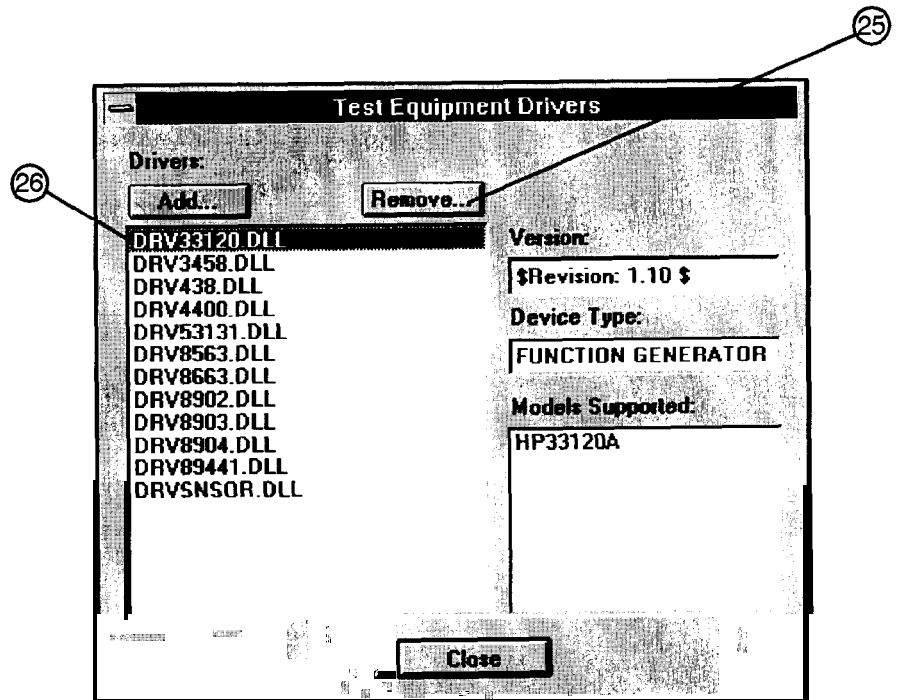 25
Test Equipment Drivers
Drivers:
26
Add...
Remove...
DRV33120.DLL
DRV3458.DLL
DRV438.DLL
DRV4400.DLL
DRV53131.DLL
DRV8563.DLL
DRV8663.DLL
DRV8902.DLL
DRV8903.DLL
DRV8904.DLL
DRV89441.DLL
DRVSNSOR.DLL
Version:
$Revision: 1.10 $
Device Type:
FUNCTION GENERATOR
Models Supported:
HP33120A
Close